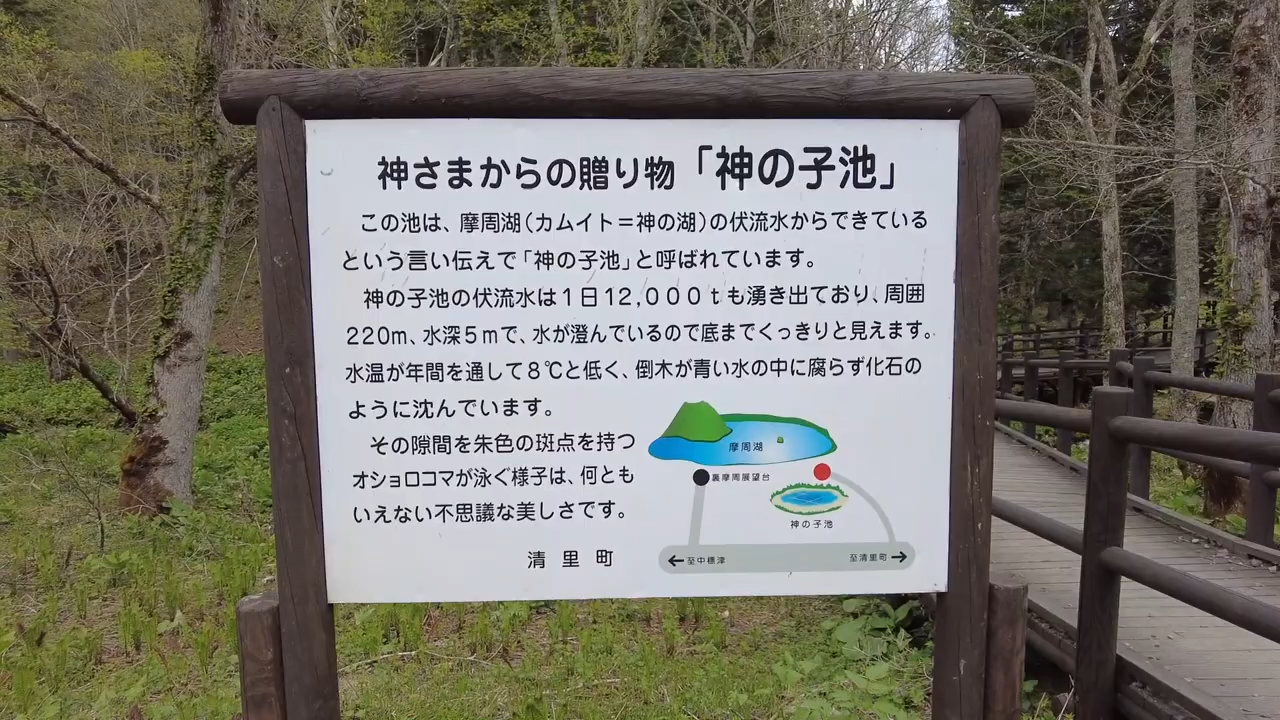 神さまからの贈り物「神の子池」
この池は、摩周湖(カムイト=神の湖)の伏流水からできている
という言い伝えで「神の子池」と呼ばれています。
神の子池の伏流水は1日12,000tも湧き出ており、周囲
220m、水深5mで、水が澄んでいるので底までくっきりと見えます。
水温が年間を通して8℃と低く、倒木が青い水の中に腐らず化石の
ように沈んでいます。
その隙間を朱色の斑点を持つ
オショロコマが泳ぐ様子は、何とも
いえない不思議な美しさです。
清里町
摩周湖
裏摩周展望台
神の子池
←至中標津
至清里町→